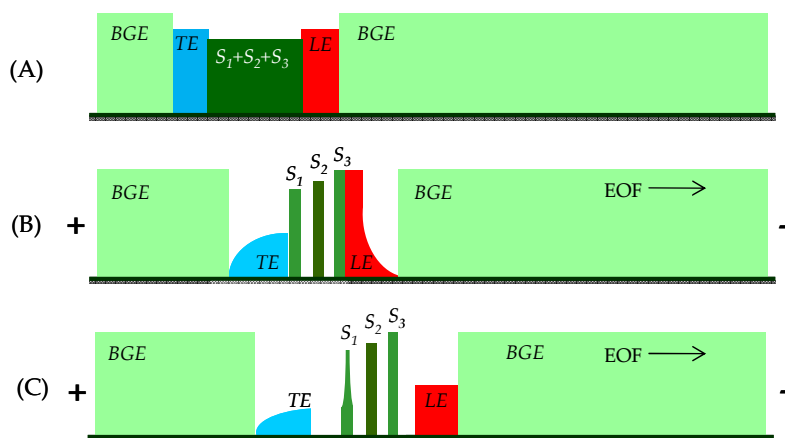 (A)
BGE
TE
S1+S2+S3
LE
BGE
(B)
+
BGE
TE
S1
S2
S3
LE
BGE
EOF
-
(C)
+
BGE
TE
S1
S2
S3
LE
BGE
EOF
-